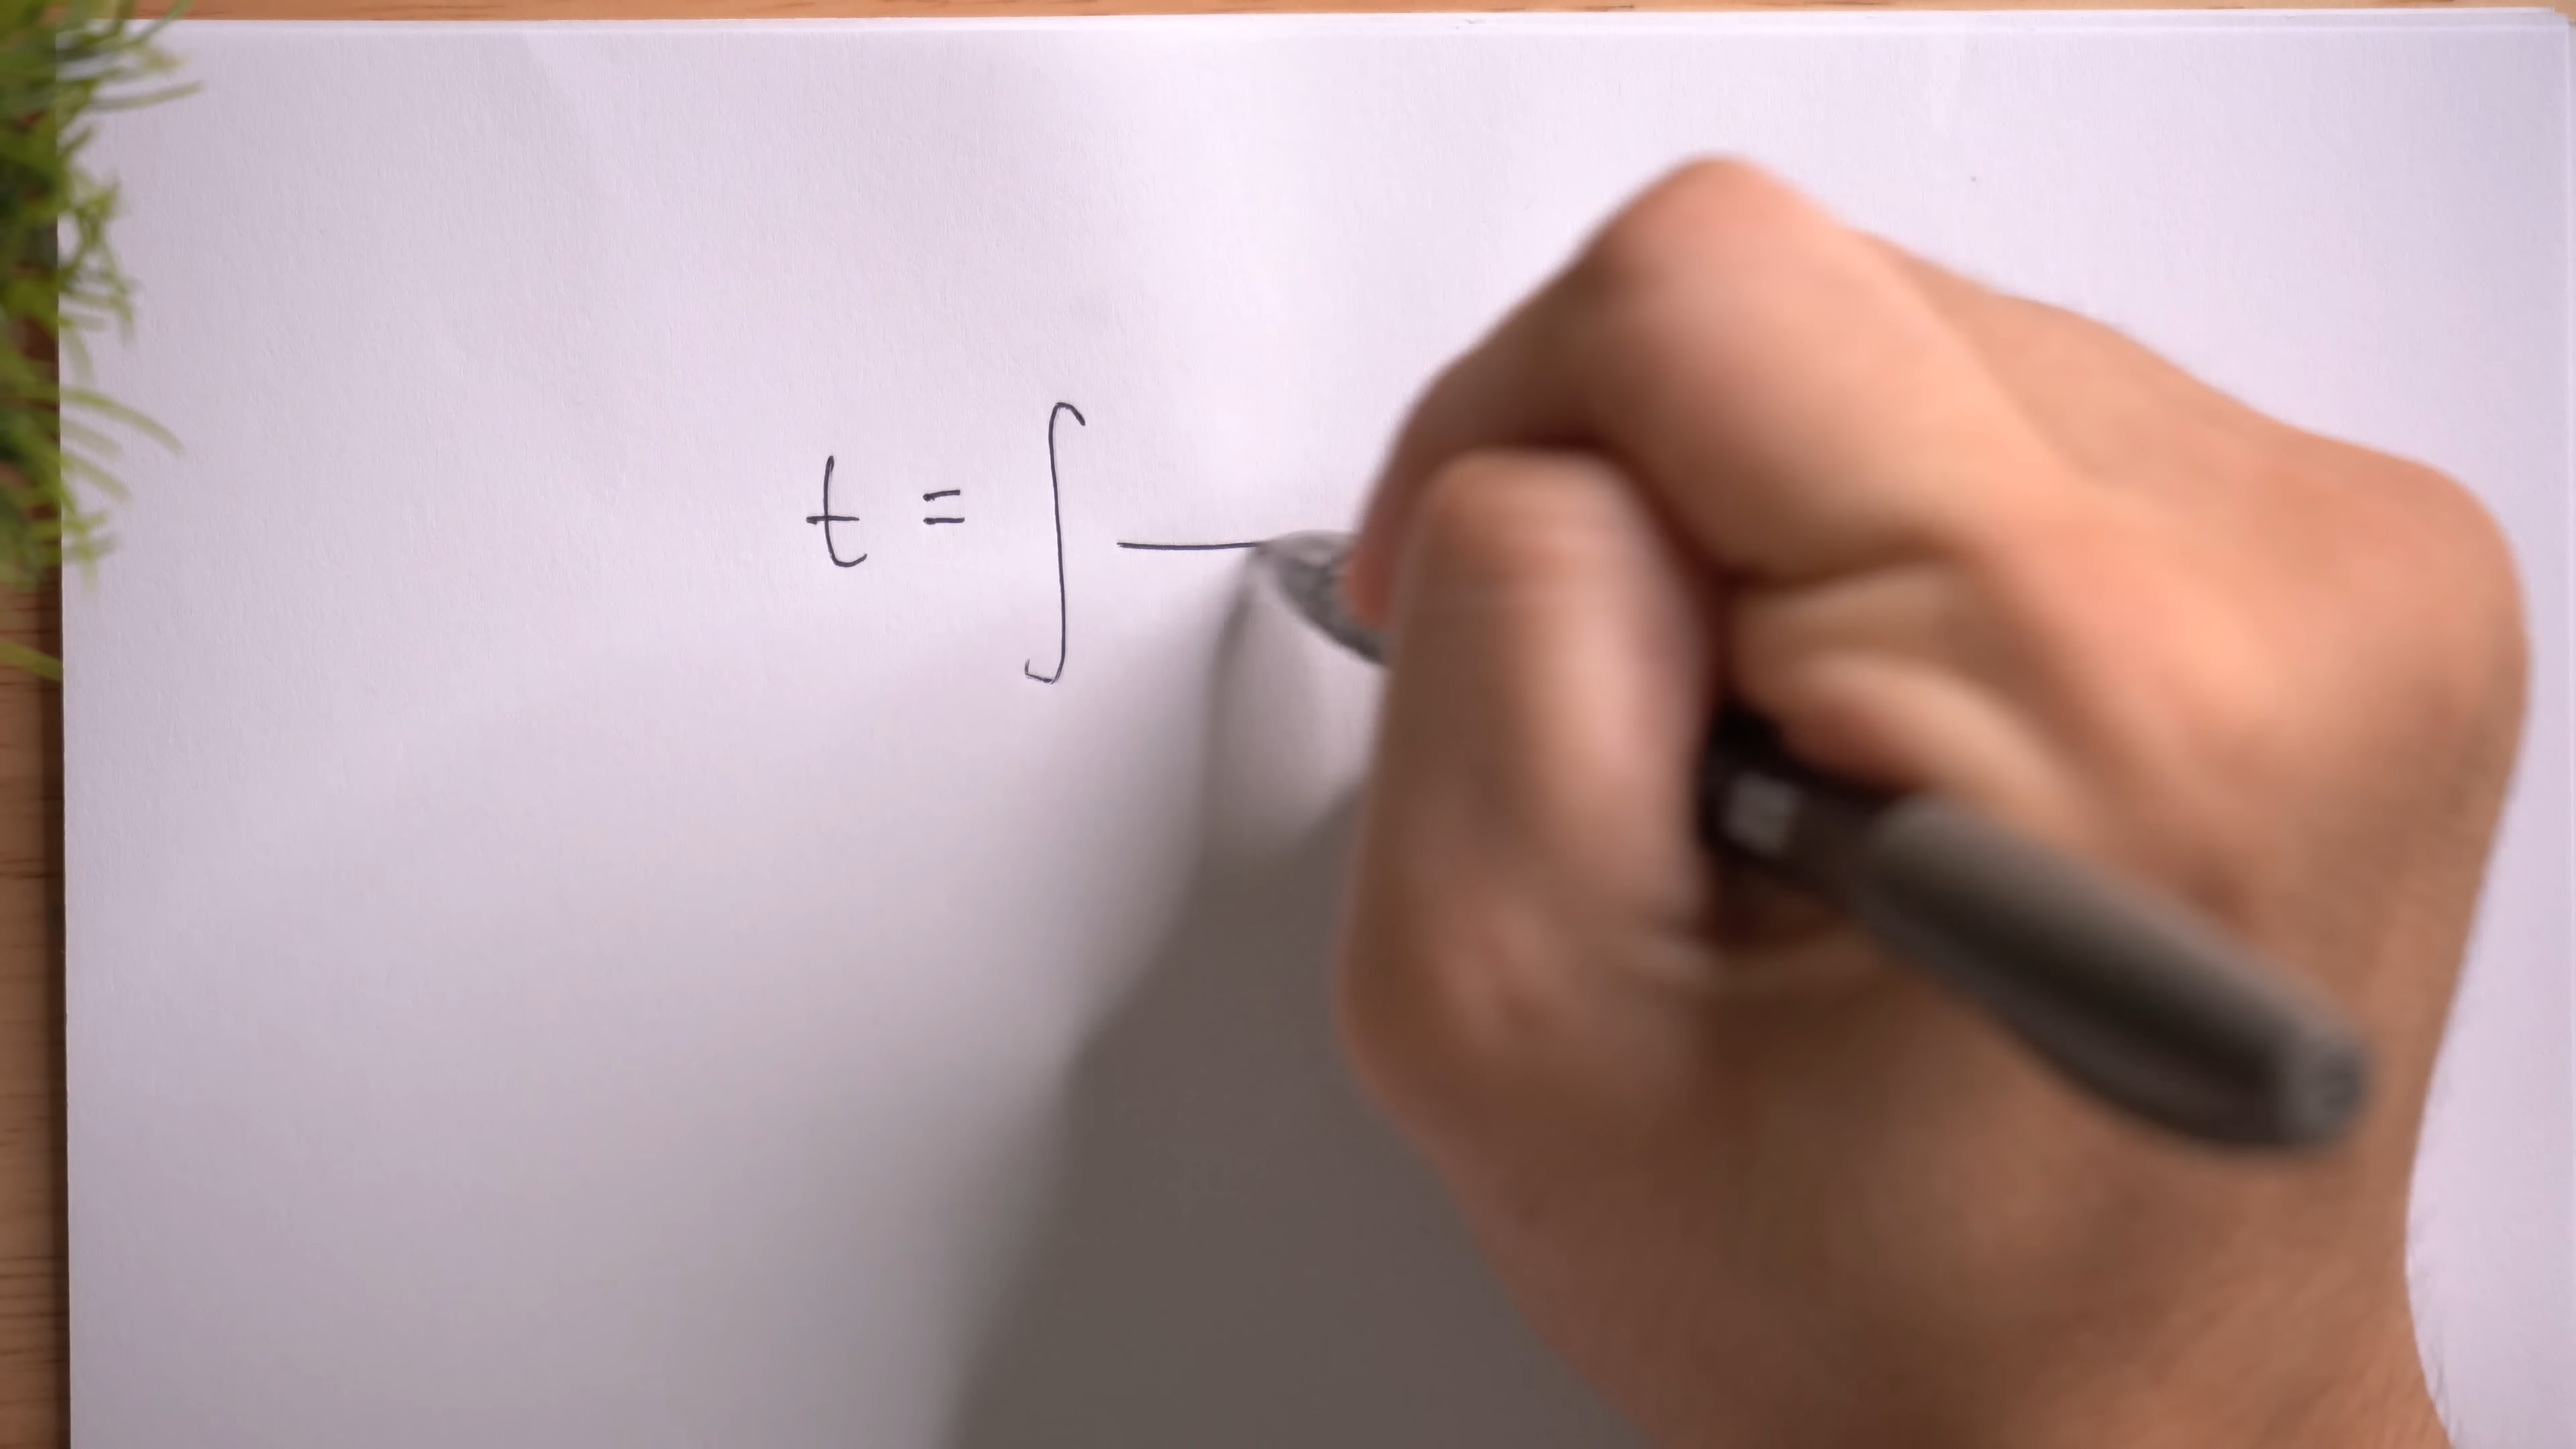 t = ∫ —